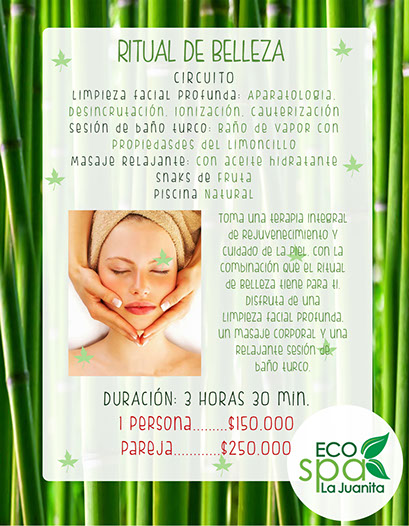 RITUAL DE BELLEZA
CIRCUITO
Limpieza facial profunda: Aparatologia,
Desincrutación, ionización, cauterización
Sesión de baño turco: Baño de vapor con
propiedasdes del limoncillo
Masaje relajante: con aceite hidratante
Snaks de fruta
Piscina Natural
Toma una terapia integral
de rejuvenecimiento y
cuidado de la piel, con la
combinación que el ritual
de belleza tiene para ti.
Disfruta de una
limpieza facial profunda,
un masaje corporal y una
relajante sesión de
baño turco.
DURACIÓN: 3 HORAS 30 min.
1 persona.........$150.000
Pareja............$250.000
ECO
spa
La Juanita